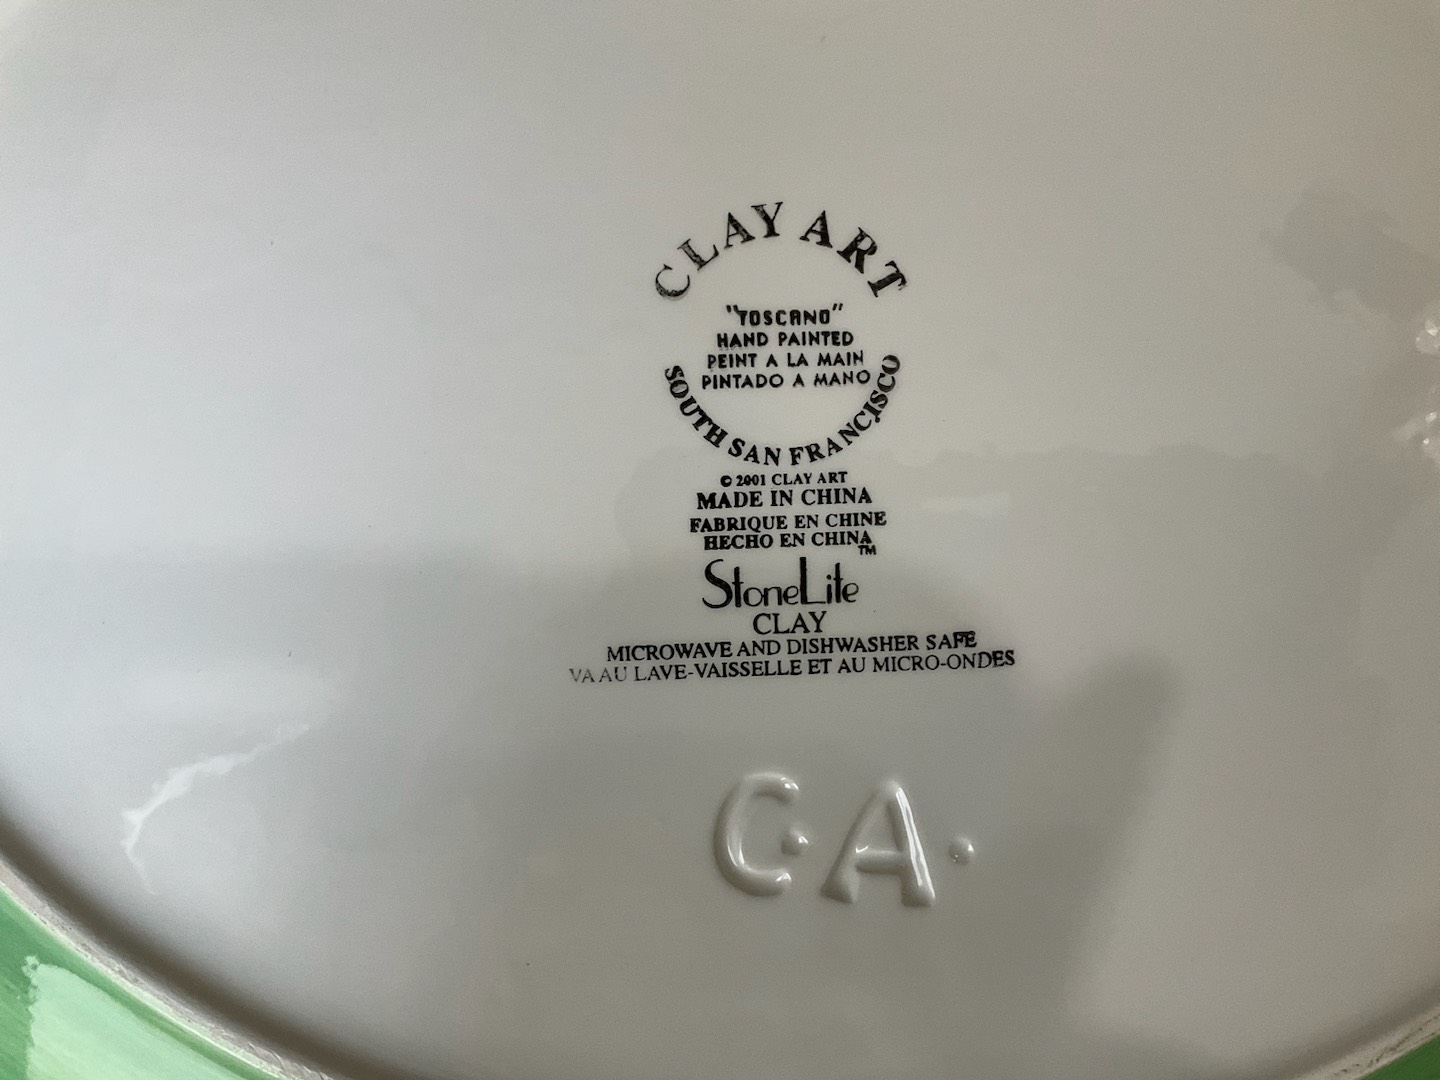 CLAY ART
"TOSCANO"
HAND PAINTED
PEINT A LA MAIN
PINTADO A MANO
SOUTH SAN FRANCISCO
© 2001 CLAY ART
MADE IN CHINA
FABRIQUE EN CHINE
HECHO EN CHINA
StoneLite™
CLAY
MICROWAVE AND DISHWASHER SAFE
VA AU LAVE-VAISSELLE ET AU MICRO-ONDES
C·A·